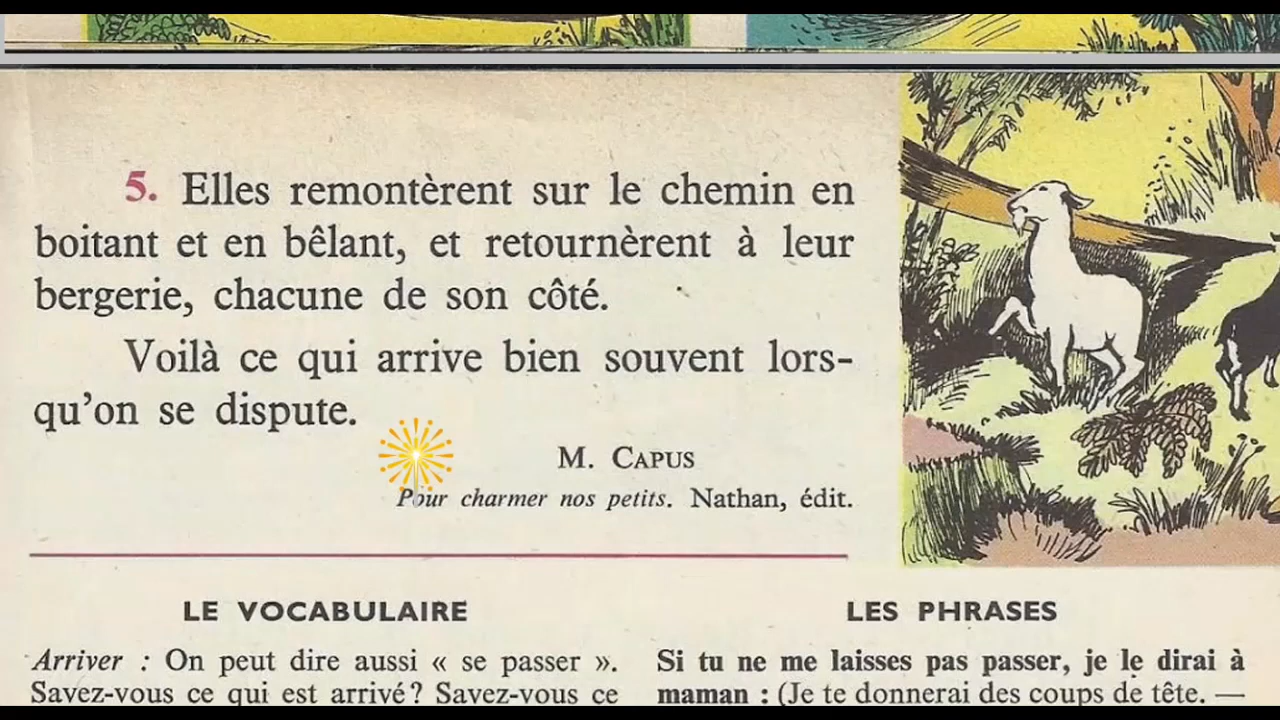 5. Elles remontèrent sur le chemin en
boitant et en bêlant, et retournèrent à leur
bergerie, chacune de son côté.
Voilà ce qui arrive bien souvent lors-
qu'on se dispute.
M. CAPUS
Pour charmer nos petits. Nathan, édit.
LE VOCABULAIRE
Arriver : On peut dire aussi « se passer ».
Savez-vous ce qui est arrivé? Savez-vous ce
LES PHRASES
Si tu ne me laisses pas passer, je le dirai à
maman : (Je te donnerai des coups de tête. —